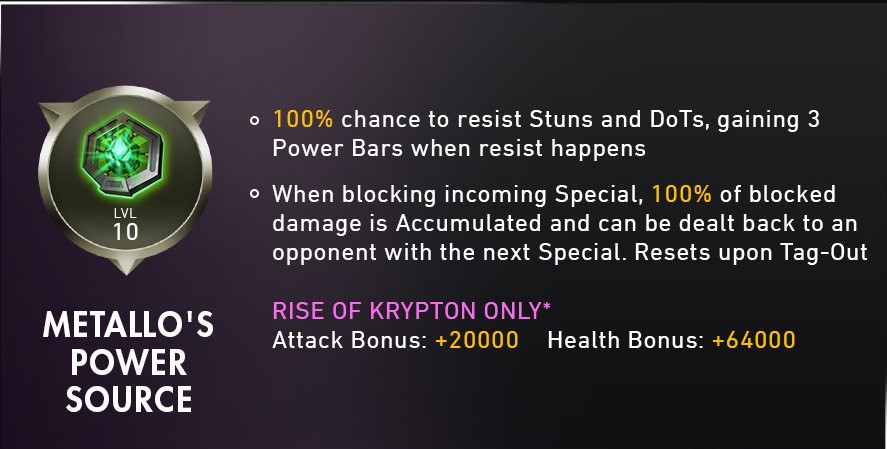 100% chance to resist Stuns and DoTs, gaining 3
Power Bars when resist happens
When blocking incoming Special, 100% of blocked
damage is Accumulated and can be dealt back to an
opponent with the next Special. Resets upon Tag-Out
RISE OF KRYPTON ONLY*
Attack Bonus: +20000 Health Bonus: +64000
LVL
10
METALLO'S
POWER
SOURCE